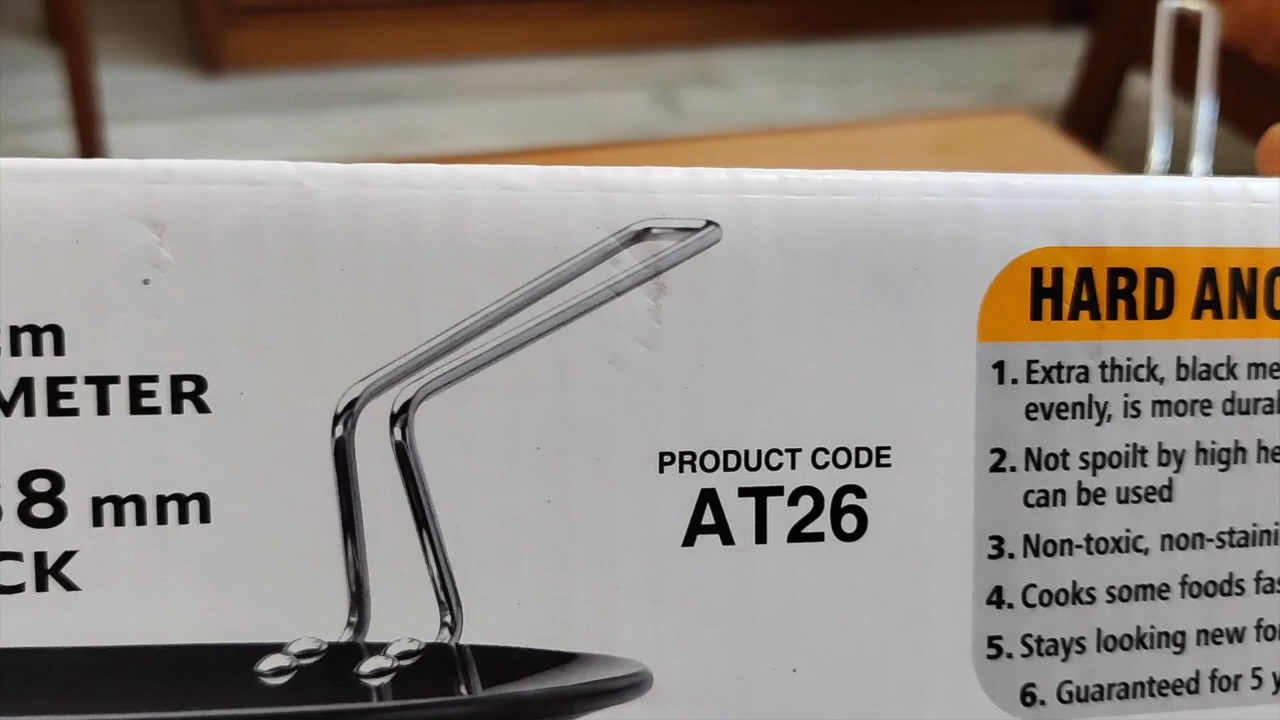 cm
METER
8 mm
CK
PRODUCT CODE
AT26
HARD ANO
1. Extra thick, black me
evenly, is more dural
2. Not spoilt by high he
can be used
3. Non-toxic, non-staini
4. Cooks some foods fas
5. Stays looking new fo
6. Guaranteed for 5 y